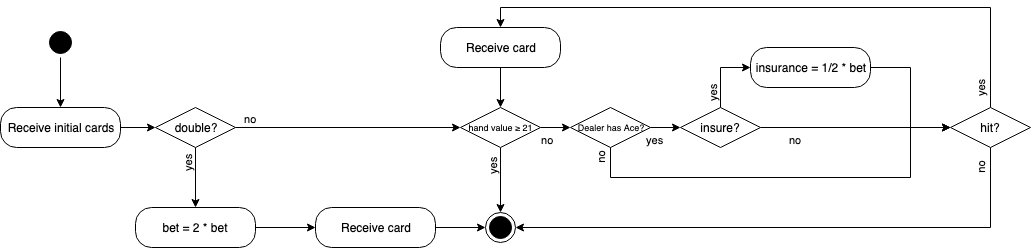 Receive card
insurance = 1/2 * bet
yes
yes
Receive initial cards
double?
no
hand value ≥ 21
no
Dealer has Ace?
yes
insure?
no
hit?
yes
yes
no
no
bet = 2 * bet
Receive card